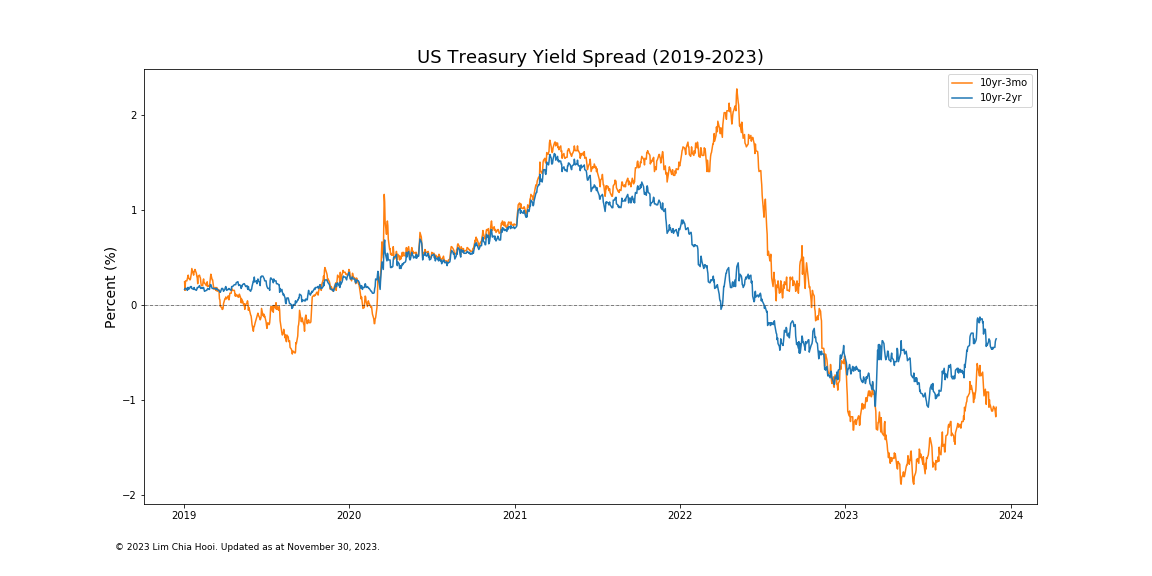 US Treasury Yield Spread (2019-2023)
10yr-3mo
10yr-2yr
Percent (%)
2
1
0
−1
−2
2019
2020
2021
2022
2023
2024
© 2023 Lim Chia Hooi. Updated as at November 30, 2023.